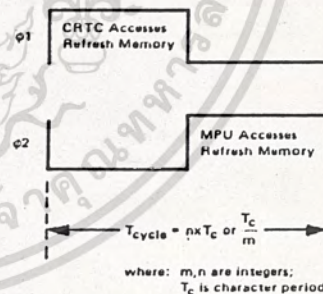 φ1
CRTC Accesses
Refresh Memory
φ2
MPU Accesses
Refresh Memory
Tcycle = nxTc or Tc/m
where: m,n are integers;
Tc is character period